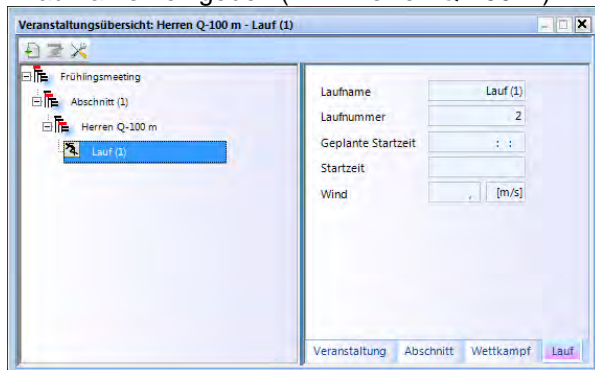 Veranstaltungsübersicht: Herren Q-100 m - Lauf (1)
Frühlingsmeeting
Abschnitt (1)
Herren Q-100 m
Lauf (1)
Laufname Lauf (1)
Laufnummer 2
Geplante Startzeit : :
Startzeit
Wind , [m/s]
Veranstaltung Abschnitt Wettkampf Lauf